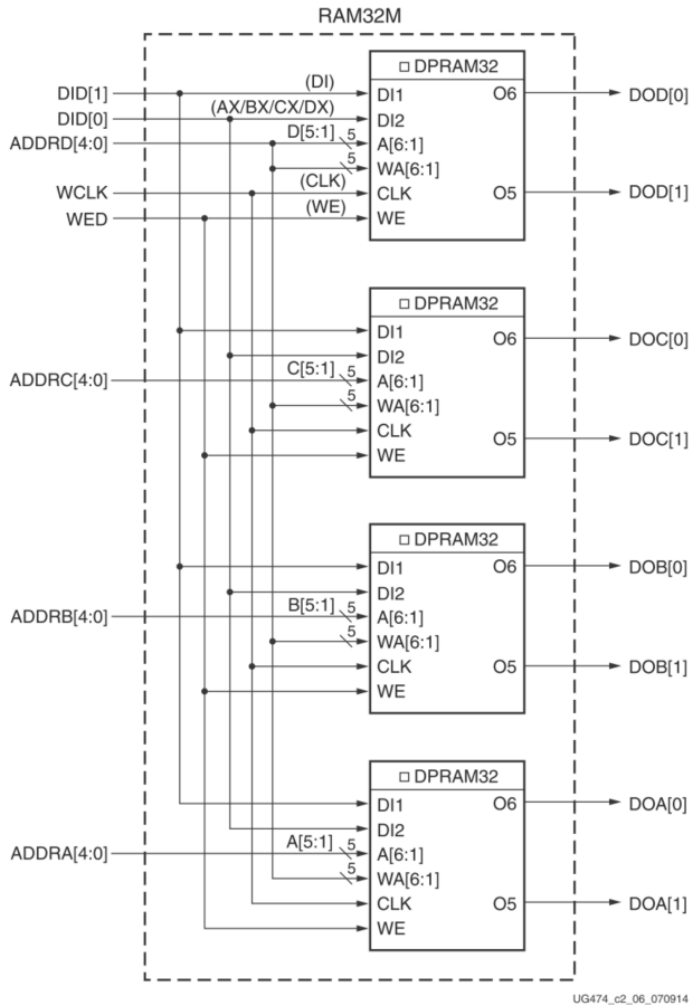 RAM32M
DPRAM32
DID[1] (DI) DI1 O6 DOD[0]
DID[0] (AX/BX/CX/DX) DI2
ADDRD[4:0] D[5:1] 5 A[6:1]
5 WA[6:1]
WCLK (CLK) CLK O5 DOD[1]
WED (WE) WE
DPRAM32
DI1 O6 DOC[0]
DI2
ADDRC[4:0] C[5:1] 5 A[6:1]
5 WA[6:1]
CLK O5 DOC[1]
WE
DPRAM32
DI1 O6 DOB[0]
DI2
ADDRB[4:0] B[5:1] 5 A[6:1]
5 WA[6:1]
CLK O5 DOB[1]
WE
DPRAM32
DI1 O6 DOA[0]
DI2
ADDRA[4:0] A[5:1] 5 A[6:1]
5 WA[6:1]
CLK O5 DOA[1]
WE
UG474_c2_06_070914